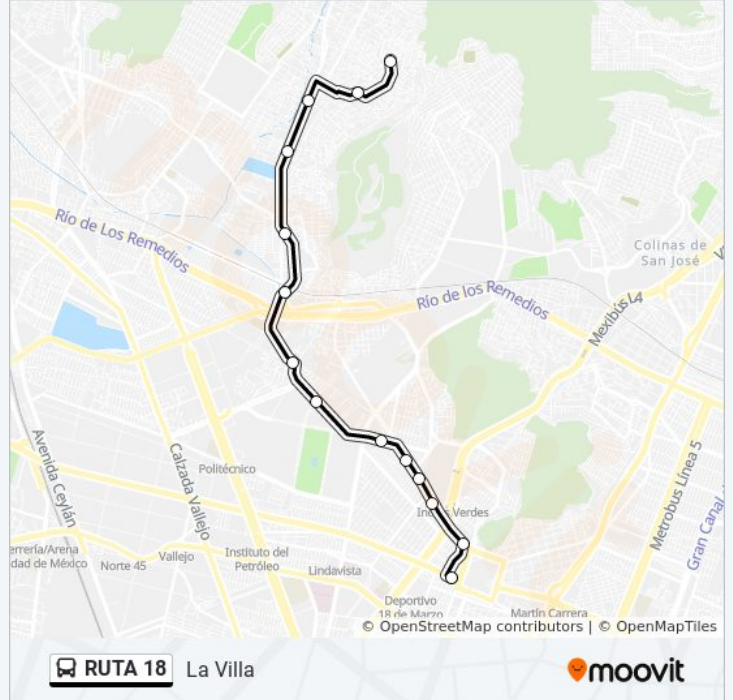 Río de Los Remedios
Colinas de
San José
Río de los Remedios
Mexibús L4
Avenida Ceylán
Calzada Vallejo
Politécnico
Metrobus Línea 5
Gran Canal
Indios Verdes
errería/Arena
dad de México
Norte 45
Vallejo
Instituto del
Petróleo
Lindavista
Deportivo
18 de Marzo
Martín Carrera
© OpenStreetMap contributors | © OpenMapTiles
RUTA 18
La Villa
moovit